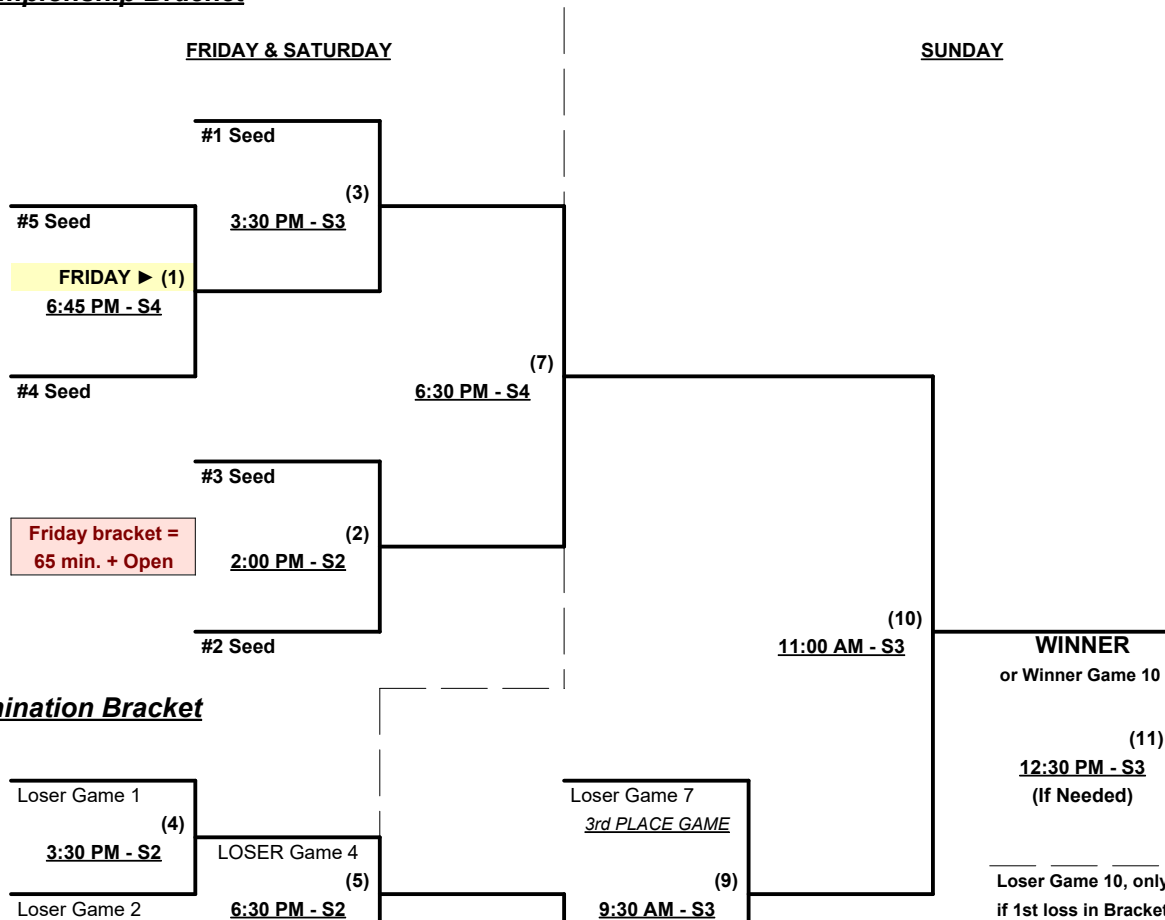 FRIDAY & SATURDAY
SUNDAY
#1 Seed
(3)
3:30 PM - S3
#5 Seed
FRIDAY ► (1)
6:45 PM - S4
#4 Seed
(7)
6:30 PM - S4
#3 Seed
Friday bracket =
65 min. + Open
(2)
2:00 PM - S2
#2 Seed
(10)
11:00 AM - S3
WINNER
or Winner Game 10
(11)
12:30 PM - S3
(If Needed)
Bracket
Loser Game 1
(4)
3:30 PM - S2
Loser Game 2
LOSER Game 4
(5)
6:30 PM - S2
Loser Game 7
3rd PLACE GAME
(9)
9:30 AM - S3
Loser Game 10, only
if 1st loss in Bracket